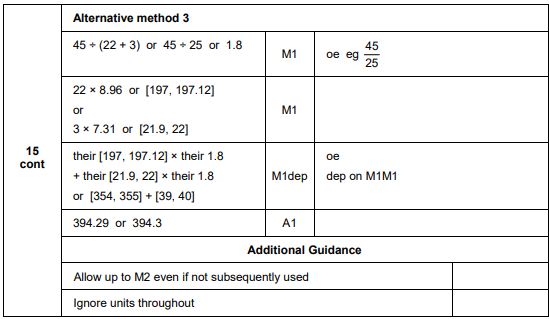 Alternative method 3
45 ÷ (22 + 3) or 45 ÷ 25 or 1.8
M1
oe eg 45/25
22 × 8.96 or [197, 197.12]
or
3 × 7.31 or [21.9, 22]
M1
15
cont
their [197, 197.12] × their 1.8
+ their [21.9, 22] × their 1.8
or [354, 355] + [39, 40]
M1dep
oe
dep on M1M1
394.29 or 394.3
A1
Additional Guidance
Allow up to M2 even if not subsequently used
Ignore units throughout